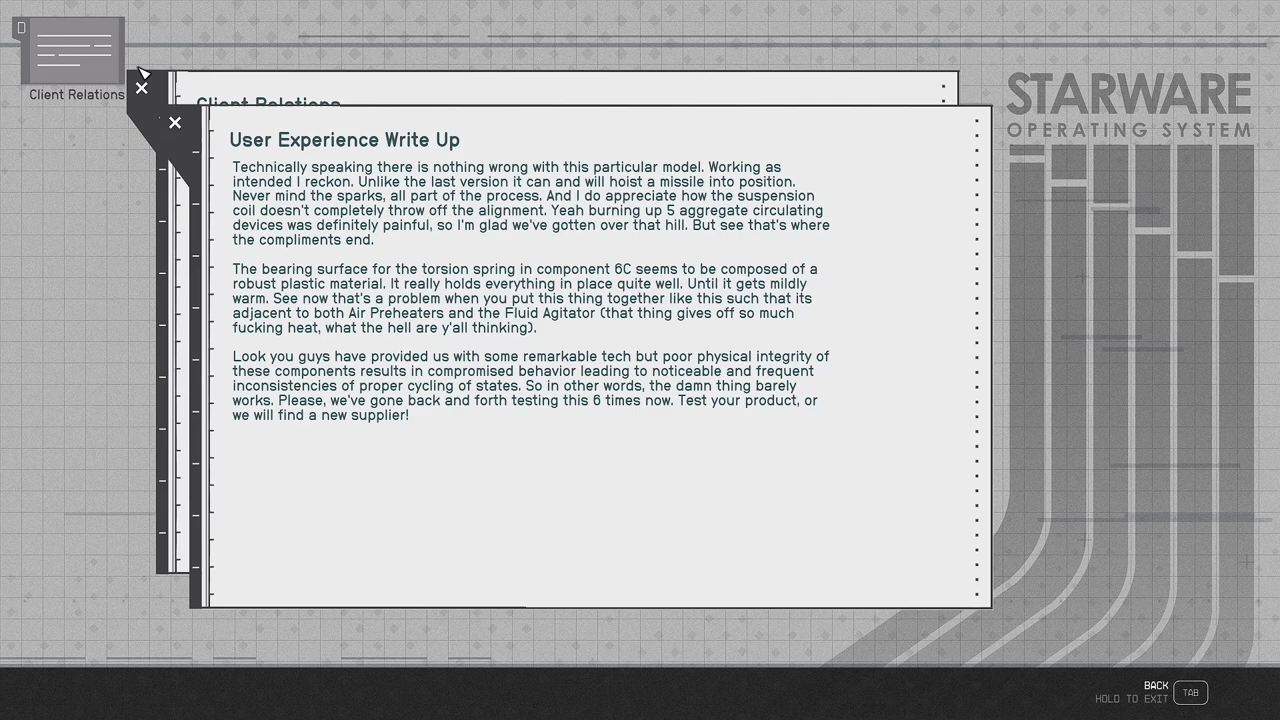 D
Client Relations
Client Relations
STARWARE
OPERATING SYSTEM
User Experience Write Up
Technically speaking there is nothing wrong with this particular model. Working as
intended I reckon. Unlike the last version it can and will hoist a missile into position.
Never mind the sparks, all part of the process. And I do appreciate how the suspension
coil doesn't completely throw off the alignment. Yeah burning up 5 aggregate circulating
devices was definitely painful, so I'm glad we've gotten over that hill. But see that's where
the compliments end.
The bearing surface for the torsion spring in component 6C seems to be composed of a
robust plastic material. It really holds everything in place quite well. Until it gets mildly
warm. See now that's a problem when you put this thing together like this such that its
adjacent to both Air Preheaters and the Fluid Agitator (that thing gives off so much
fucking heat, what the hell are y'all thinking).
Look you guys have provided us with some remarkable tech but poor physical integrity of
these components results in compromised behavior leading to noticeable and frequent
inconsistencies of proper cycling of states. So in other words, the damn thing barely
works. Please, we've gone back and forth testing this 6 times now. Test your product, or
we will find a new supplier!
BACK
HOLD TO EXIT
TAB